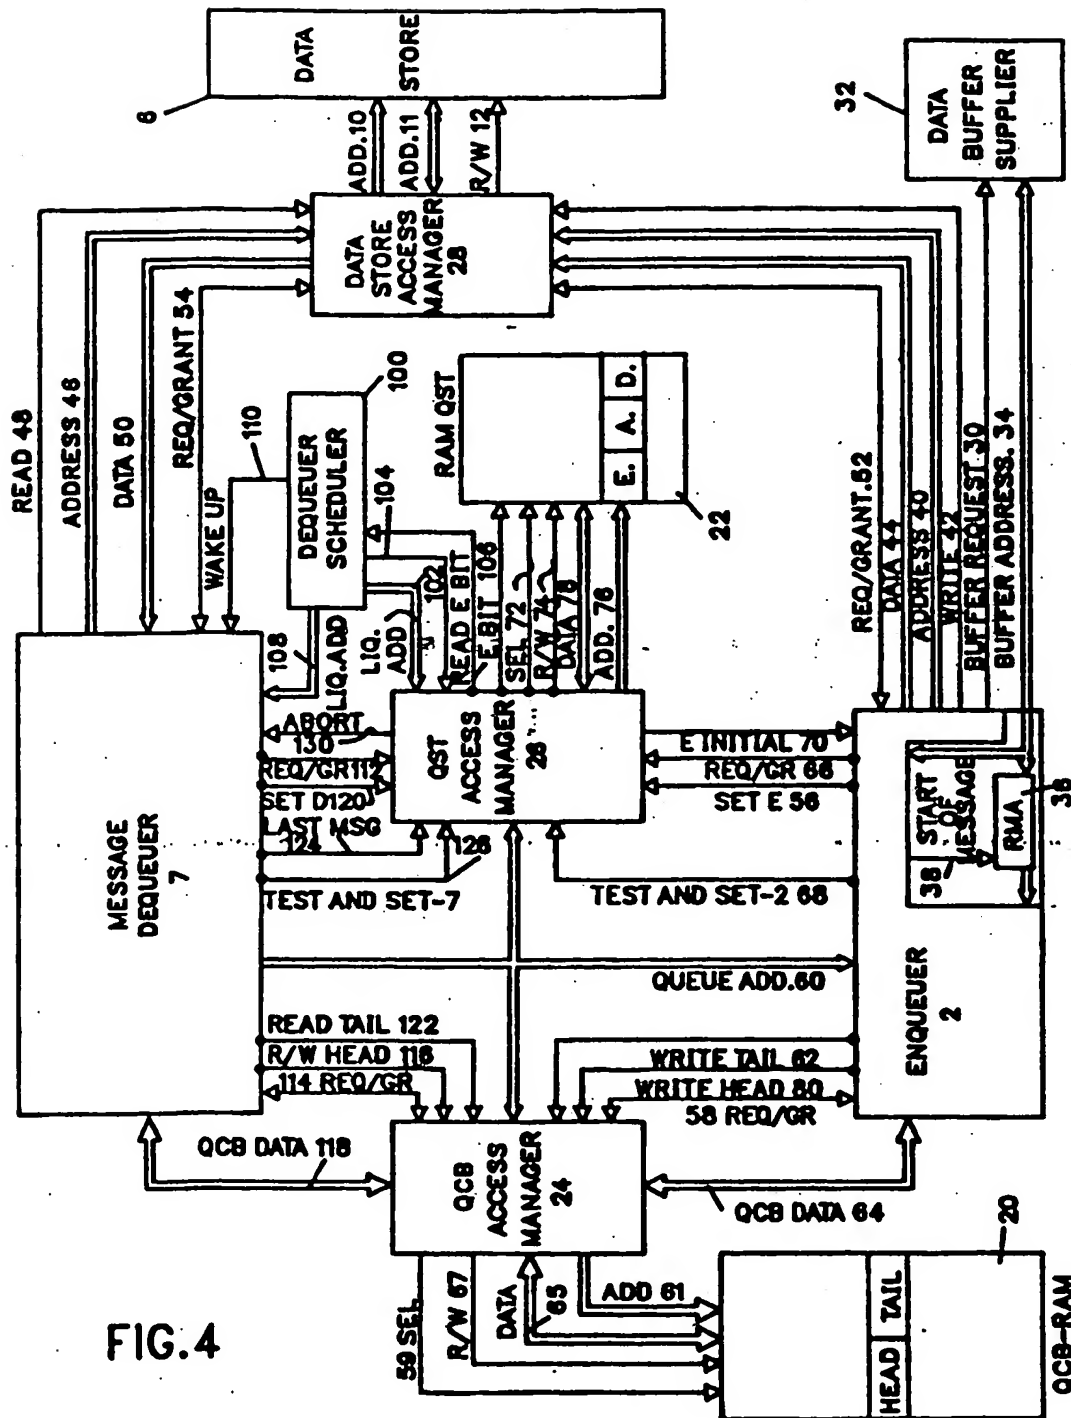 6
DATA
STORE
ADD.10
ADD.11
R/W 12
32
DATA
BUFFER
SUPPLIER
READ 48
ADDRESS 46
DATA 50
REQ/GRANT 54
WAKE UP
110
DATA
STORE
ACCESS
MANAGER
28
100
DEQUEUER
SCHEDULER
104
102
108
LIQ.ADD
LIQ.
ADD
READ E BIT
E.BIT 106
SEL 72
R/W 74
DATA 78
ADD. 76
RAM QST
E. A. D.
22
REQ/GRANT.52
DATA 44
ADDRESS 40
WRITE 42
BUFFER REQUEST 30
BUFFER ADDRESS. 34
MESSAGE
DEQUEUER
7
ABORT
130
REQ/GR112
SET D120
LAST MSG
124
126
TEST AND SET-7
QST
ACCESS
MANAGER
26
E INITIAL 70
REQ/GR 66
SET E 56
TEST AND SET-2 68
START
OF
MESSAGE
38
RMA
36
QUEUE ADD.60
ENQUEUER
2
READ TAIL 122
R/W HEAD 116
114 REQ/GR
WRITE TAIL 62
WRITE HEAD 80
58 REQ/GR
QCB DATA 118
QCB
ACCESS
MANAGER
24
QCB DATA 64
59 SEL
R/W 67
DATA
65
ADD 61
20
HEAD TAIL
QCB-RAM
FIG.4